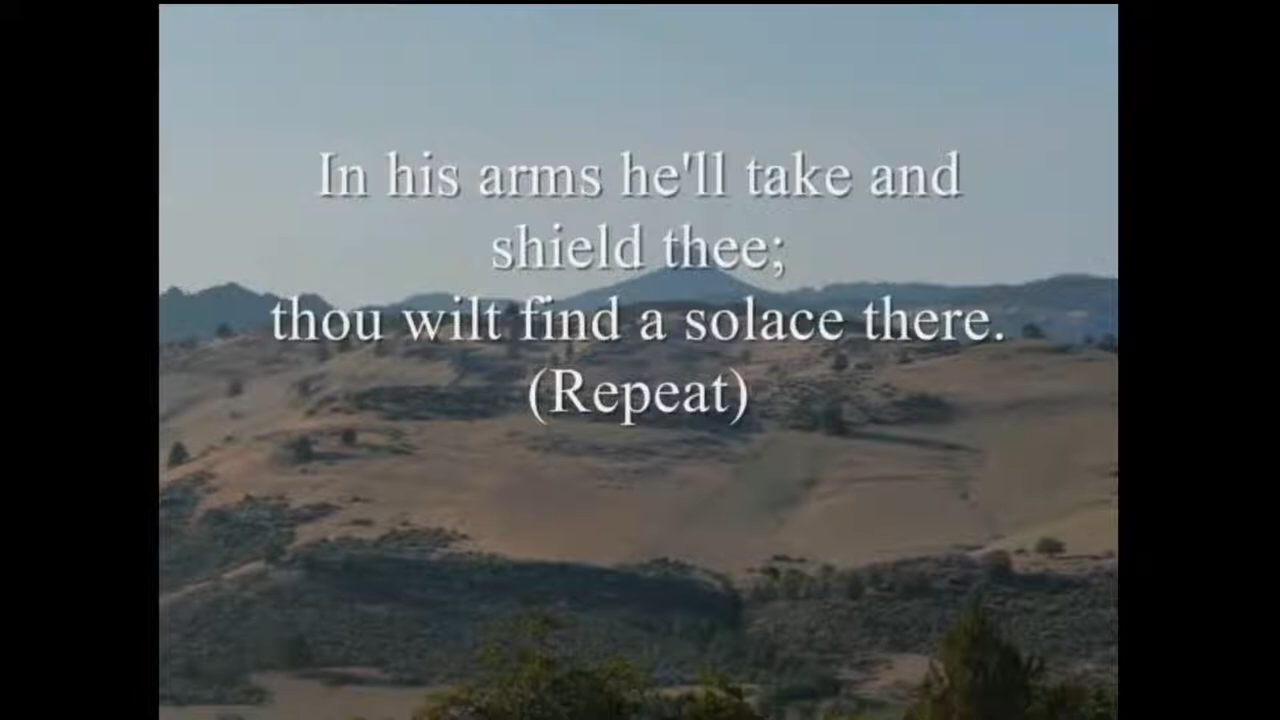 In his arms he'll take and
shield thee;
thou wilt find a solace there.
(Repeat)